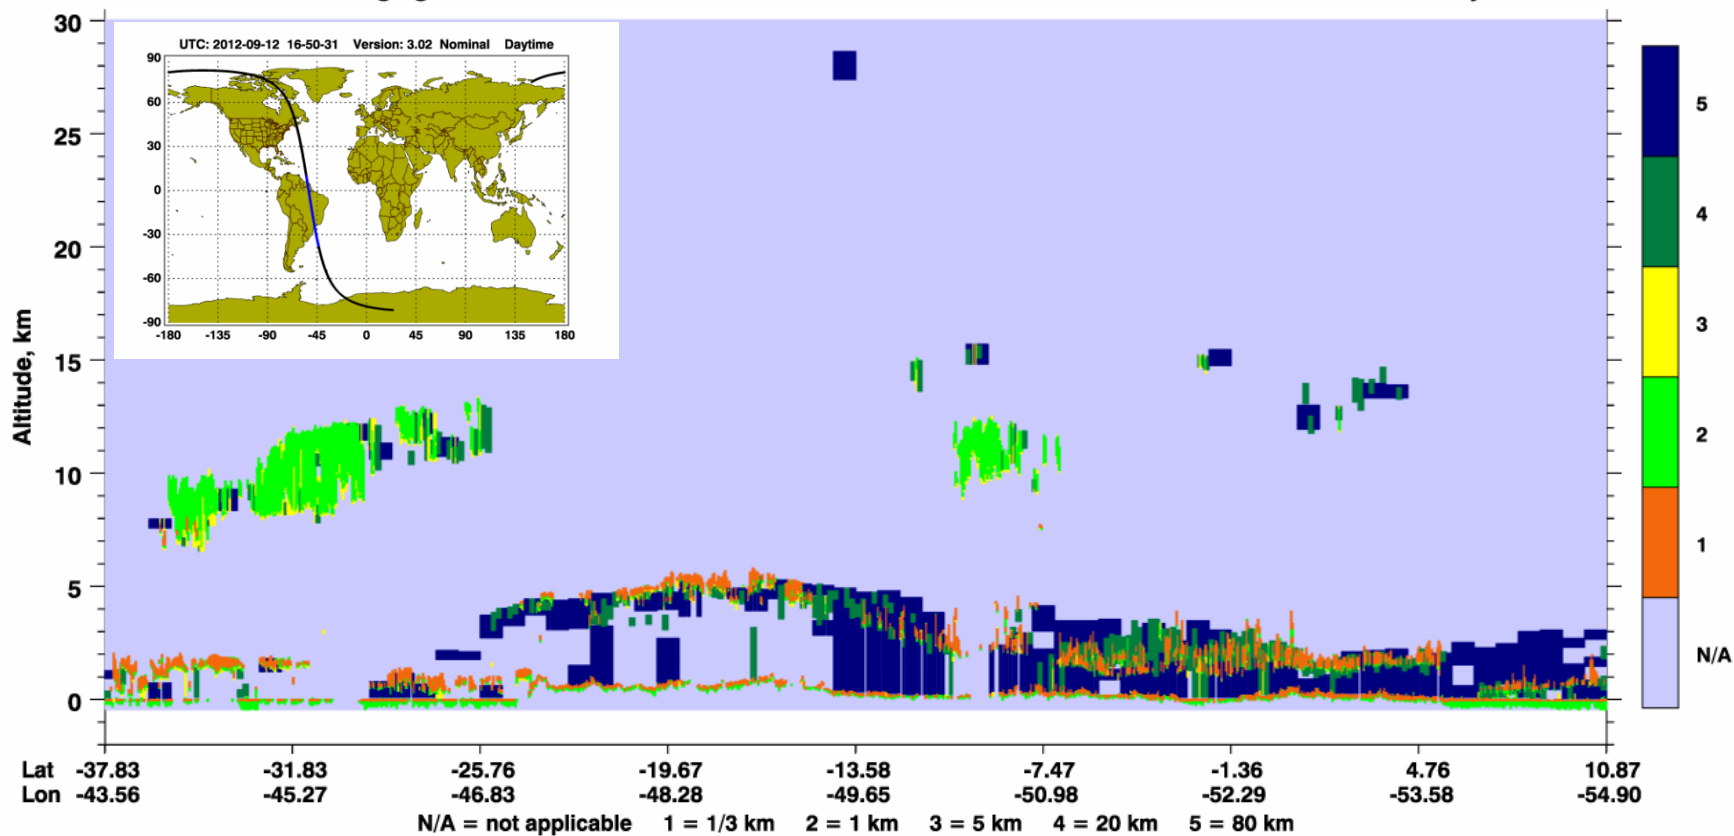 UTC: 2012-09-12 16-50-31 Version: 3.02 Nominal Daytime
90
60
30
0
-30
-60
-90
-180 -135 -90 -45 0 45 90 135 180
Altitude, km
30
25
20
15
10
5
0
5
4
3
2
1
N/A
Lat -37.83 -31.83 -25.76 -19.67 -13.58 -7.47 -1.36 4.76 10.87
Lon -43.56 -45.27 -46.83 -48.28 -49.65 -50.98 -52.29 -53.58 -54.90
N/A = not applicable 1 = 1/3 km 2 = 1 km 3 = 5 km 4 = 20 km 5 = 80 km